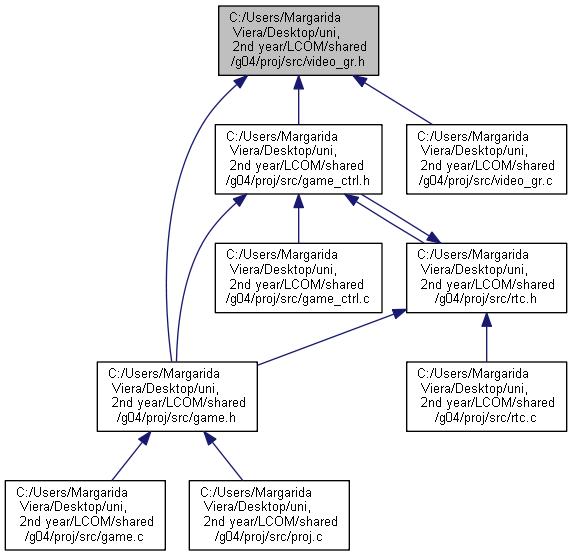 C:/Users/Margarida
Viera/Desktop/uni,
2nd year/LCOM/shared
/g04/proj/src/video_gr.h
C:/Users/Margarida
Viera/Desktop/uni,
2nd year/LCOM/shared
/g04/proj/src/game_ctrl.h
C:/Users/Margarida
Viera/Desktop/uni,
2nd year/LCOM/shared
/g04/proj/src/video_gr.c
C:/Users/Margarida
Viera/Desktop/uni,
2nd year/LCOM/shared
/g04/proj/src/game_ctrl.c
C:/Users/Margarida
Viera/Desktop/uni,
2nd year/LCOM/shared
/g04/proj/src/rtc.h
C:/Users/Margarida
Viera/Desktop/uni,
2nd year/LCOM/shared
/g04/proj/src/game.h
C:/Users/Margarida
Viera/Desktop/uni,
2nd year/LCOM/shared
/g04/proj/src/rtc.c
C:/Users/Margarida
Viera/Desktop/uni,
2nd year/LCOM/shared
/g04/proj/src/game.c
C:/Users/Margarida
Viera/Desktop/uni,
2nd year/LCOM/shared
/g04/proj/src/proj.c